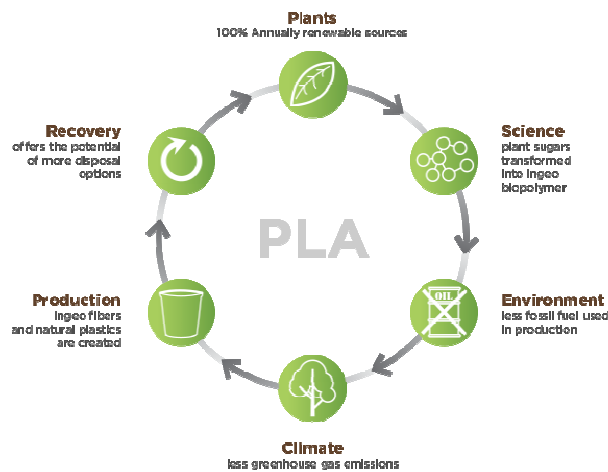 Plants
100% Annually renewable sources
Science
plant sugars
transformed
into Ingeo
biopolymer
Environment
less fossil fuel used
in production
OIL
Climate
less greenhouse gas emissions
Production
Ingeo fibers
and natural plastics
are created
Recovery
offers the potential
of more disposal
options
PLA